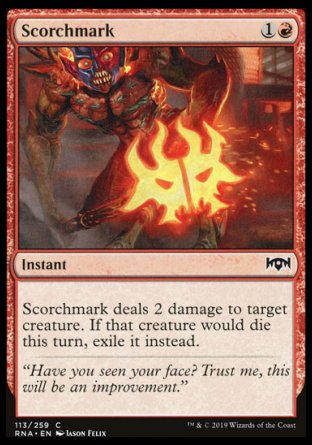 Scorchmark 1
Instant
Scorchmark deals 2 damage to target
creature. If that creature would die
this turn, exile it instead.
"Have you seen your face? Trust me, this
will be an improvement."
113/259 C
RNA • EN Jason Felix
™ & © 2019 Wizards of the Coast